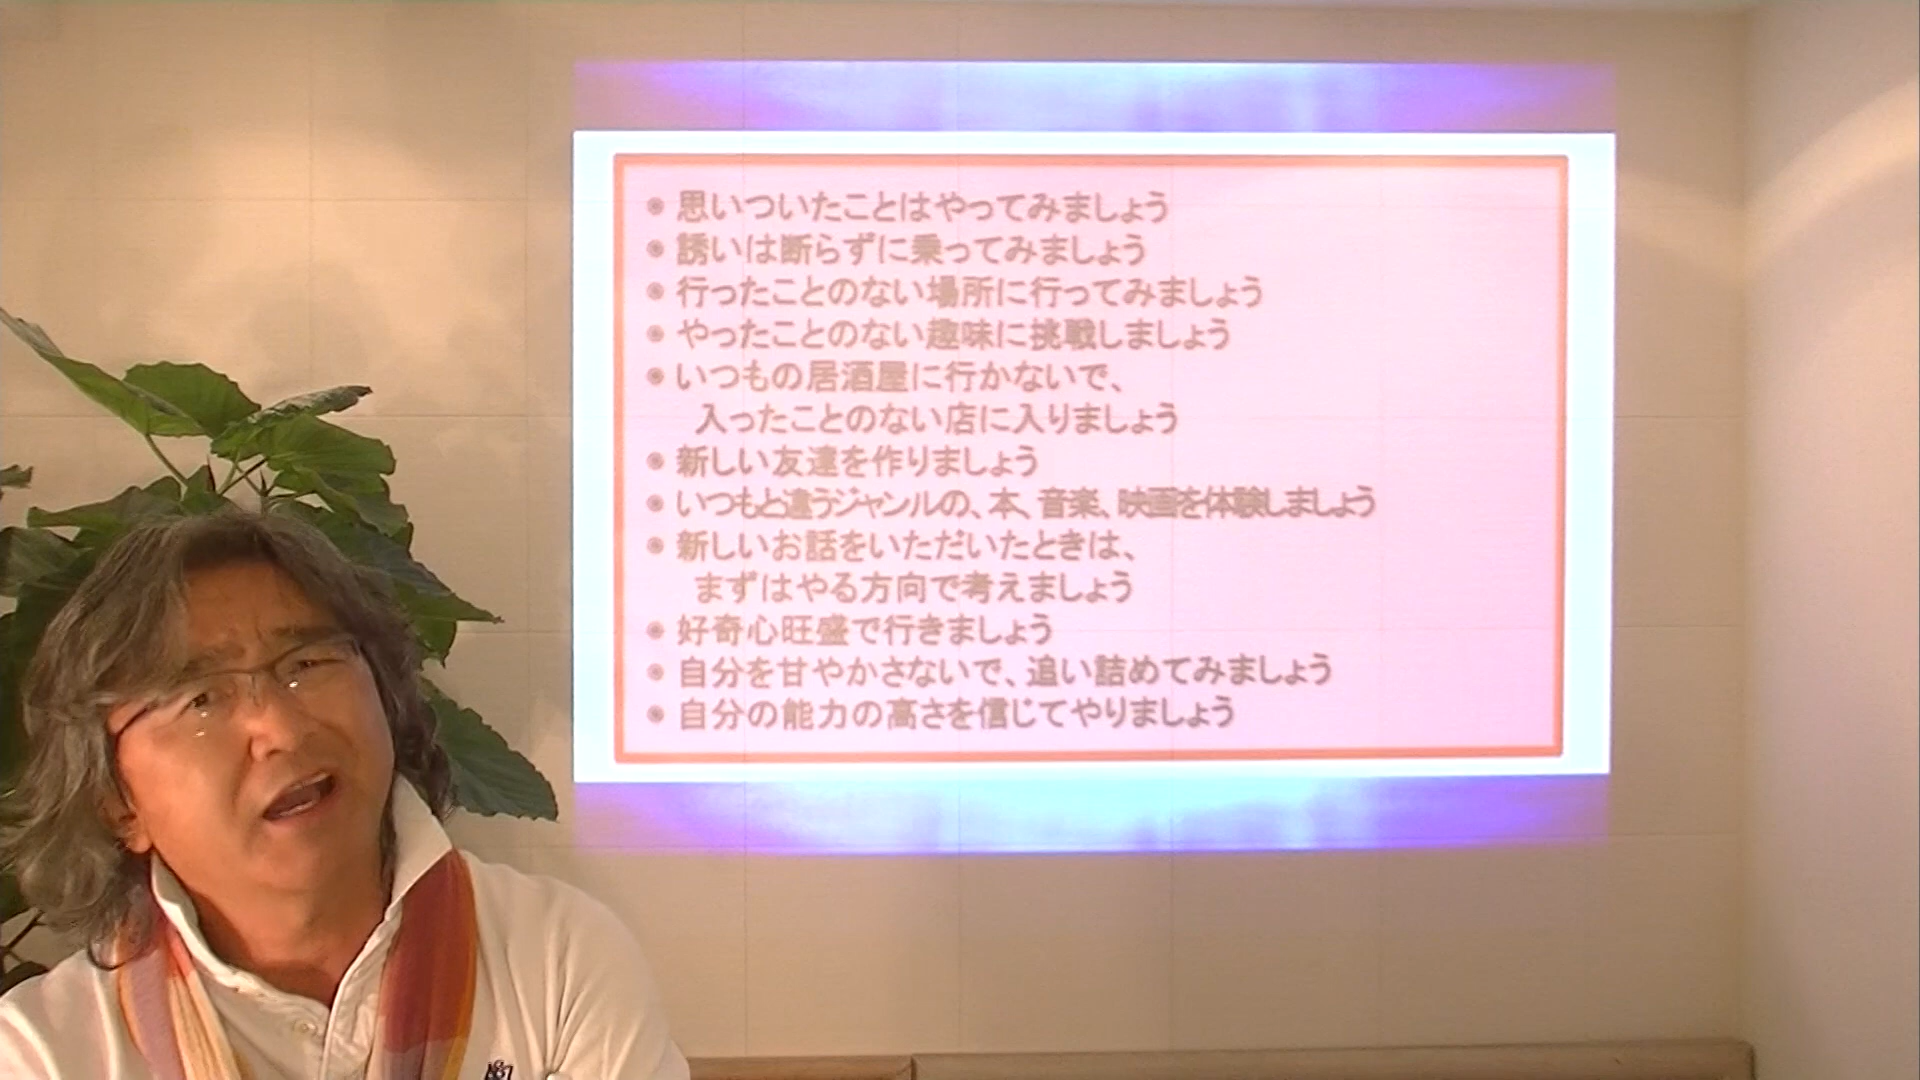 ● 思いついたことはやってみましょう
● 誘いは断らずに乗ってみましょう
● 行ったことのない場所に行ってみましょう
● やったことのない趣味に挑戦しましょう
● いつもの居酒屋に行かないで、
入ったことのない店に入りましょう
● 新しい友達を作りましょう
● いつもと違うジャンルの、本、音楽、映画を体験しましょう
● 新しいお話をいただいたときは、
まずはやる方向で考えましょう
● 好奇心旺盛で行きましょう
● 自分を甘やかさないで、追い詰めてみましょう
● 自分の能力の高さを信じてやりましょう